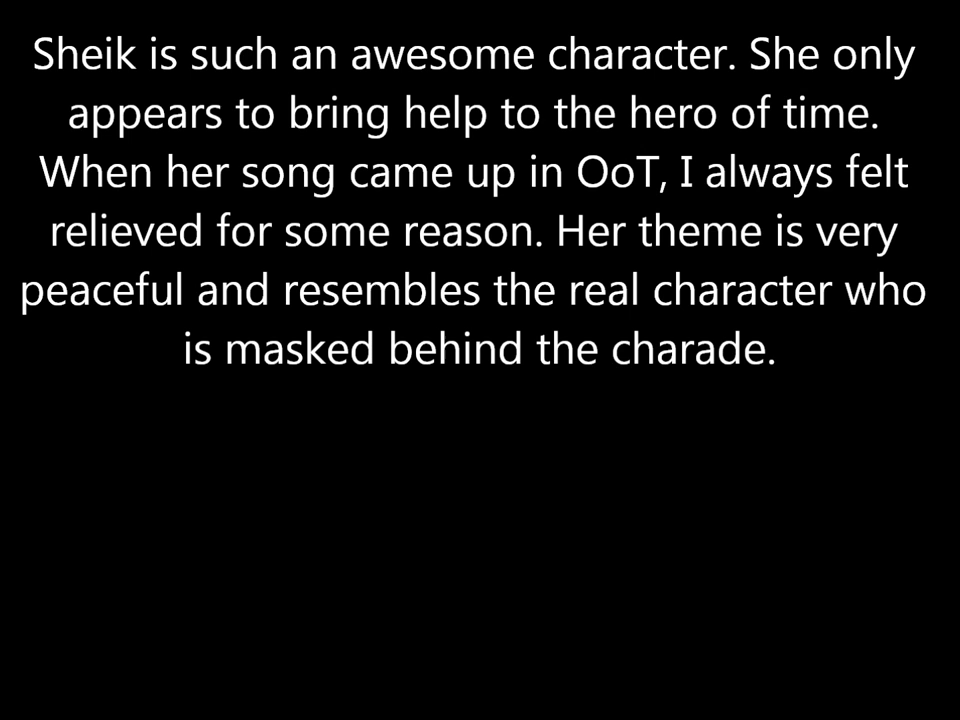 Sheik is such an awesome character. She only
appears to bring help to the hero of time.
When her song came up in OoT, I always felt
relieved for some reason. Her theme is very
peaceful and resembles the real character who
is masked behind the charade.